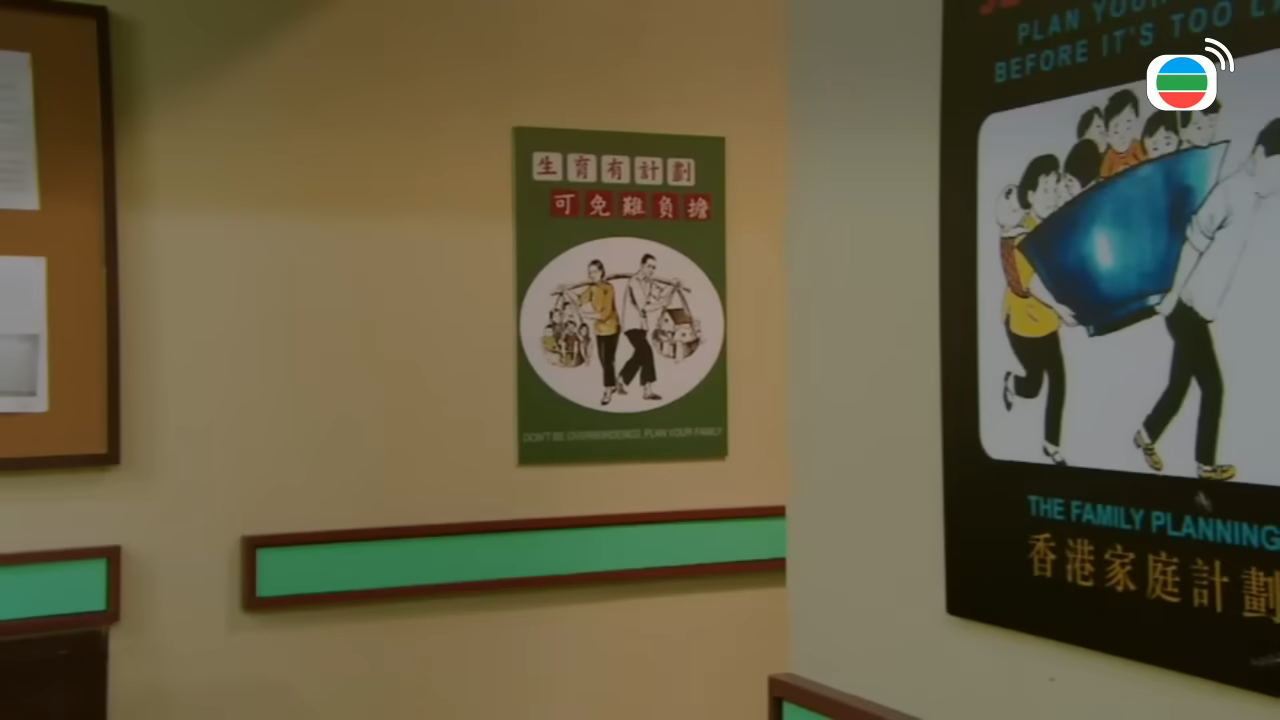 生育有計劃
可免難負擔
DON'T BE OVERBURDENED. PLAN YOUR FAMILY
PLAN YOUR
BEFORE IT'S TOO LA
THE FAMILY PLANNING
香港家庭計劃